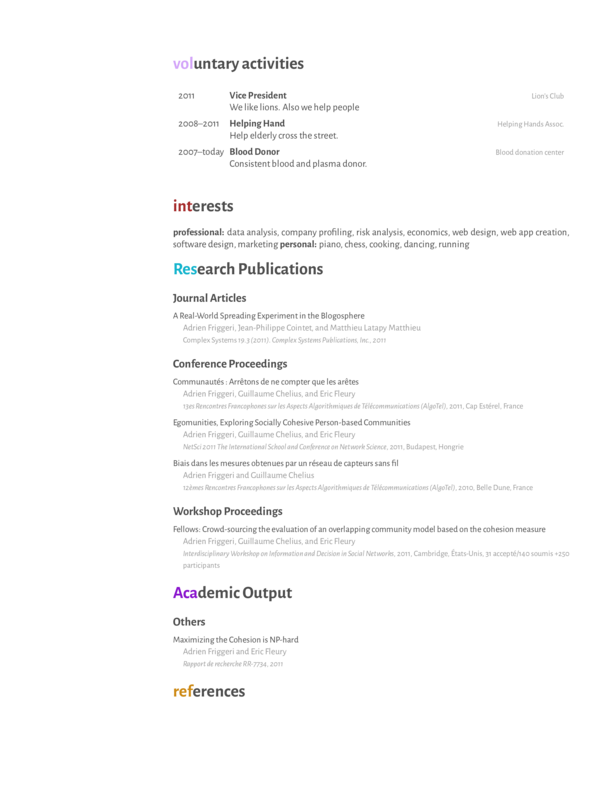 voluntary activities
2011 Vice President Lion's Club
We like lions. Also we help people
2008–2011 Helping Hand Helping Hands Assoc.
Help elderly cross the street.
2007–today Blood Donor Blood donation center
Consistent blood and plasma donor.
interests
professional: data analysis, company profiling, risk analysis, economics, web design, web app creation,
software design, marketing personal: piano, chess, cooking, dancing, running
Research Publications
Journal Articles
A Real-World Spreading Experiment in the Blogosphere
Adrien Friggeri, Jean-Philippe Cointet, and Matthieu Latapy Matthieu
Complex Systems 19.3 (2011). Complex Systems Publications, Inc., 2011
Conference Proceedings
Communautés : Arrêtons de ne compter que les arêtes
Adrien Friggeri, Guillaume Chelius, and Eric Fleury
13es Rencontres Francophones sur les Aspects Algorithmiques de Télécommunications (AlgoTel), 2011, Cap Estérel, France
Egomunities, Exploring Socially Cohesive Person-based Communities
Adrien Friggeri, Guillaume Chelius, and Eric Fleury
NetSci 2011 The International School and Conference on Network Science, 2011, Budapest, Hongrie
Biais dans les mesures obtenues par un réseau de capteurs sans fil
Adrien Friggeri and Guillaume Chelius
12èmes Rencontres Francophones sur les Aspects Algorithmiques de Télécommunications (AlgoTel), 2010, Belle Dune, France
Workshop Proceedings
Fellows: Crowd-sourcing the evaluation of an overlapping community model based on the cohesion measure
Adrien Friggeri, Guillaume Chelius, and Eric Fleury
Interdisciplinary Workshop on Information and Decision in Social Networks, 2011, Cambridge, États-Unis, 31 accepté/140 soumis +250
participants
Academic Output
Others
Maximizing the Cohesion is NP-hard
Adrien Friggeri and Eric Fleury
Rapport de recherche RR-7734, 2011
references